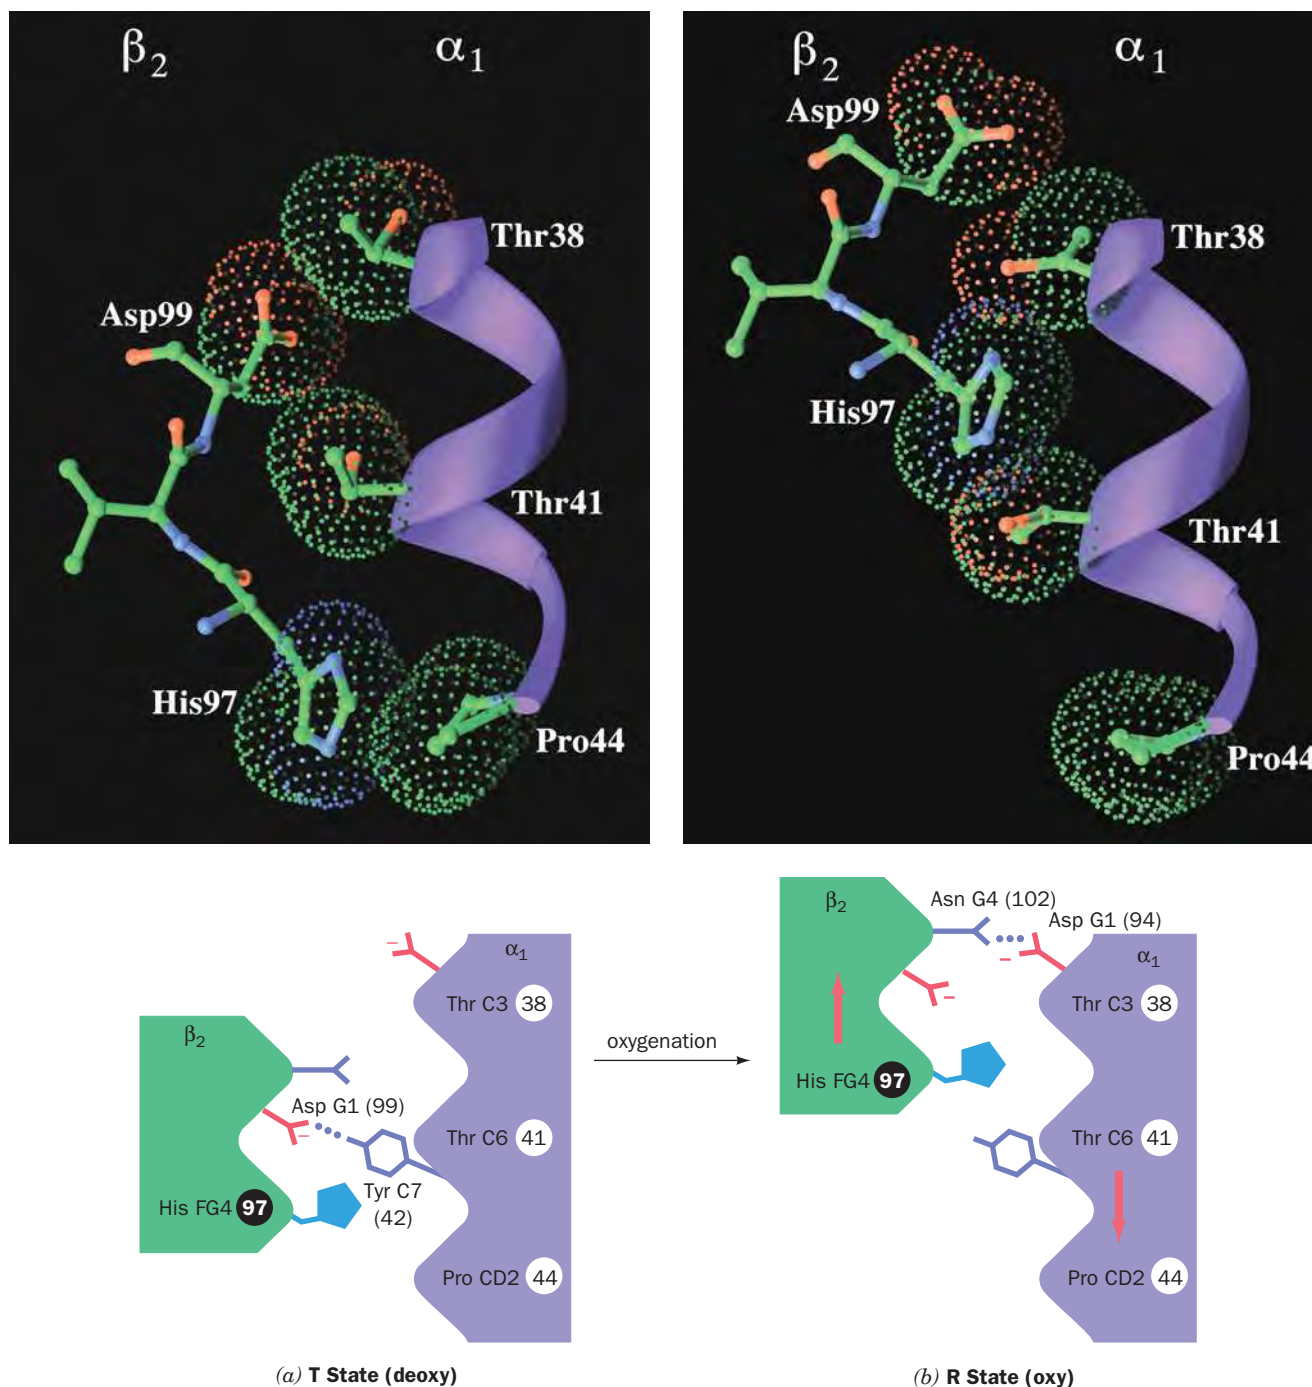 β2 α1
Thr38
Asp99
Thr41
His97
Pro44
β2 α1
Asp99
Thr38
His97
Thr41
Pro44
β2
α1
Thr C3 38
Asp G1 (99)
Thr C6 41
Tyr C7
(42)
His FG4 97
Pro CD2 44
−
−
oxygenation
β2
Asn G4 (102)
Asp G1 (94)
α1
Thr C3 38
His FG4 97
Thr C6 41
Pro CD2 44
−
−
(a) T State (deoxy)
(b) R State (oxy)